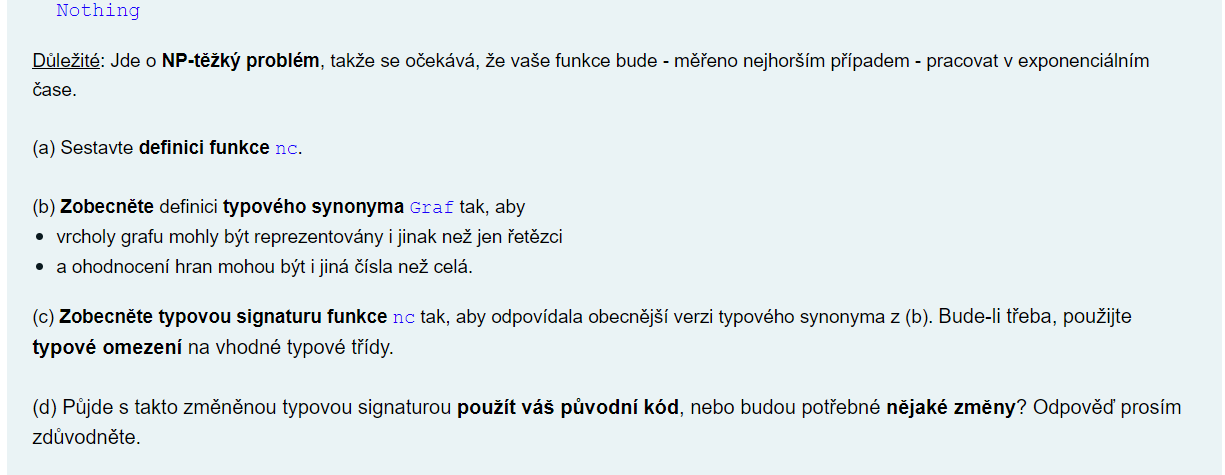 Nothing
Důležité: Jde o NP-těžký problém, takže se očekává, že vaše funkce bude - měřeno nejhorším případem - pracovat v exponenciálním
čase.
(a) Sestavte definici funkce nc.
(b) Zobecněte definici typového synonyma Graf tak, aby
• vrcholy grafu mohly být reprezentovány i jinak než jen řetězci
• a ohodnocení hran mohou být i jiná čísla než celá.
(c) Zobecněte typovou signaturu funkce nc tak, aby odpovídala obecnější verzi typového synonyma z (b). Bude-li třeba, použijte
typové omezení na vhodné typové třídy.
(d) Půjde s takto změněnou typovou signaturou použít váš původní kód, nebo budou potřebné nějaké změny? Odpověď prosím
zdůvodněte.